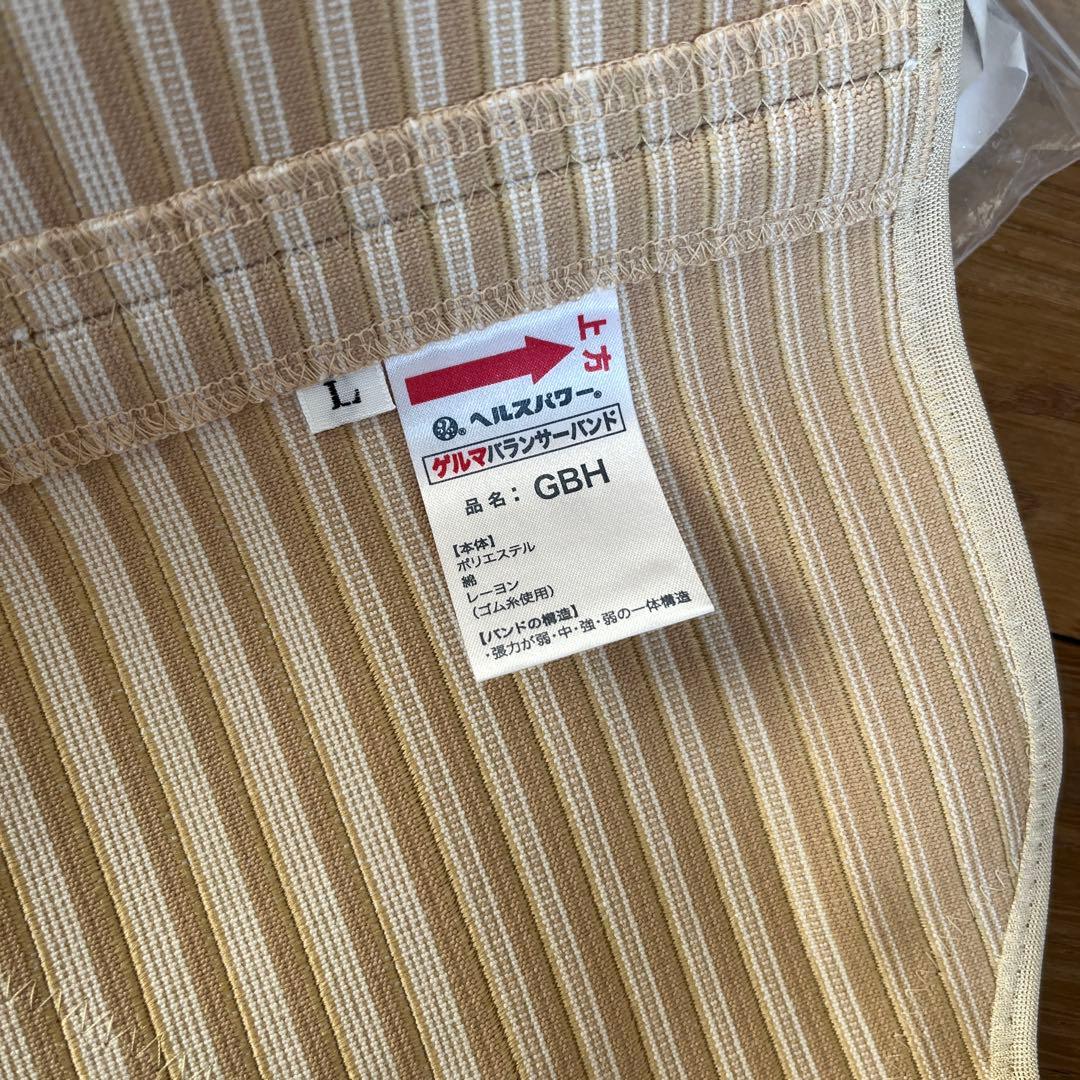 L
上方
ヘルスパワー®
ゲルマバランサーバンド
品名：GBH
【本体】
ポリエステル
綿
レーヨン
(ゴム糸使用)
【バンドの構造】
・張力が弱・中・強・弱の一体構造